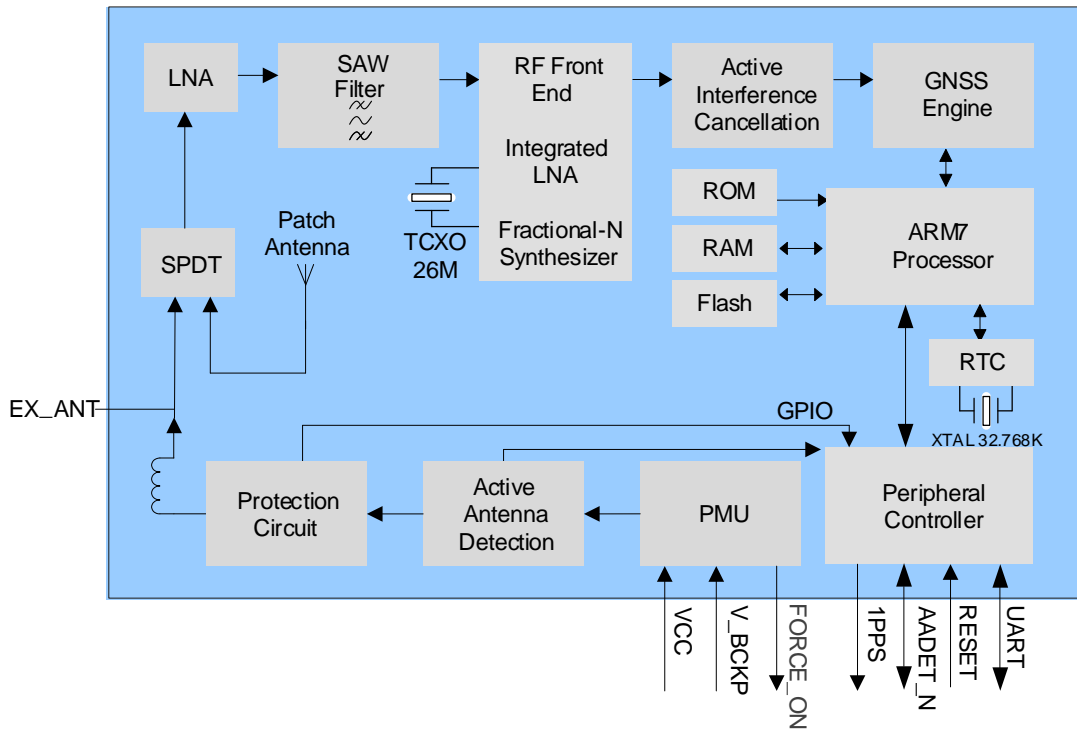 LNA
SAW
Filter
RF Front
End
Integrated
LNA
Fractional-N
Synthesizer
Active
Interference
Cancellation
GNSS
Engine
ROM
RAM
Flash
ARM7
Processor
TCXO
26M
Patch
Antenna
SPDT
RTC
XTAL 32.768K
EX_ANT
GPIO
Protection
Circuit
Active
Antenna
Detection
PMU
Peripheral
Controller
VCC
V_BCKP
FORCE_ON
1PPS
AADET_N
RESET
UART